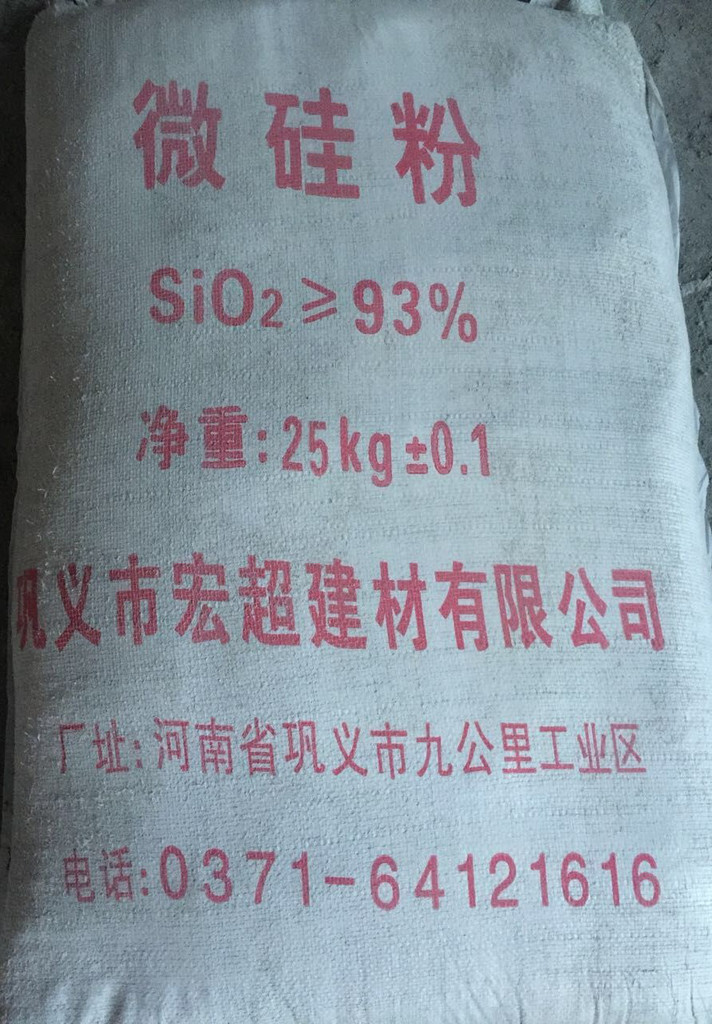 微硅粉
SiO2≥93%
净重:25kg±0.1
巩义市宏超建材有限公司
厂址:河南省巩义市九公里工业区
电话:0371-64121616